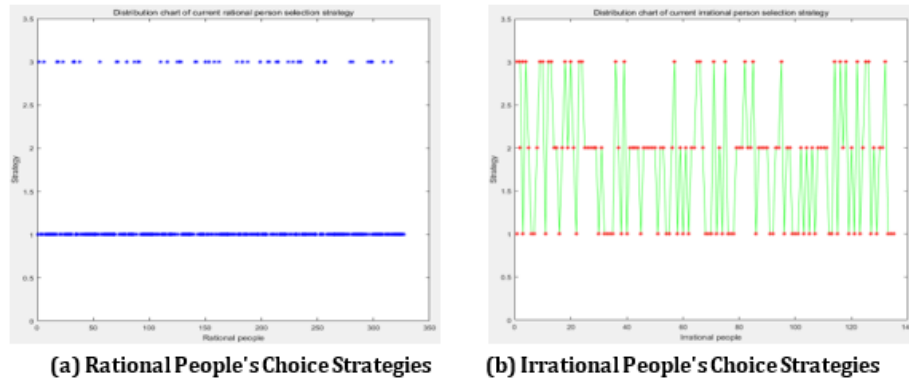 Distribution chart of current rational person selection strategy
3.5
3
2.5
2
1.5
1
0.5
0
Strategy
0 50 100 150 200 250 300 350
Rational people
(a) Rational People's Choice Strategies
Distribution chart of current irrational person selection strategy
3.5
3
2.5
2
1.5
1
0.5
0
Strategy
0 20 40 60 80 100 120 140
Irrational people
(b) Irrational People's Choice Strategies